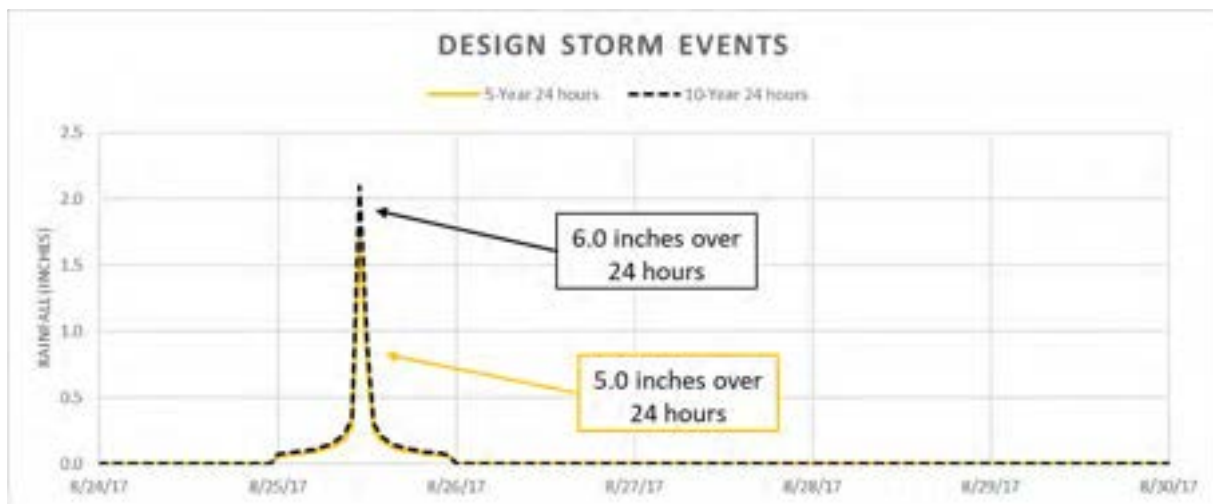 DESIGN STORM EVENTS
5-Year 24 hours 10-Year 24 hours
2.5
2.0
1.5
1.0
0.5
0.0
RAINFALL (INCHES)
6.0 inches over
24 hours
5.0 inches over
24 hours
8/24/17 8/25/17 8/26/17 8/27/17 8/28/17 8/29/17 8/30/17